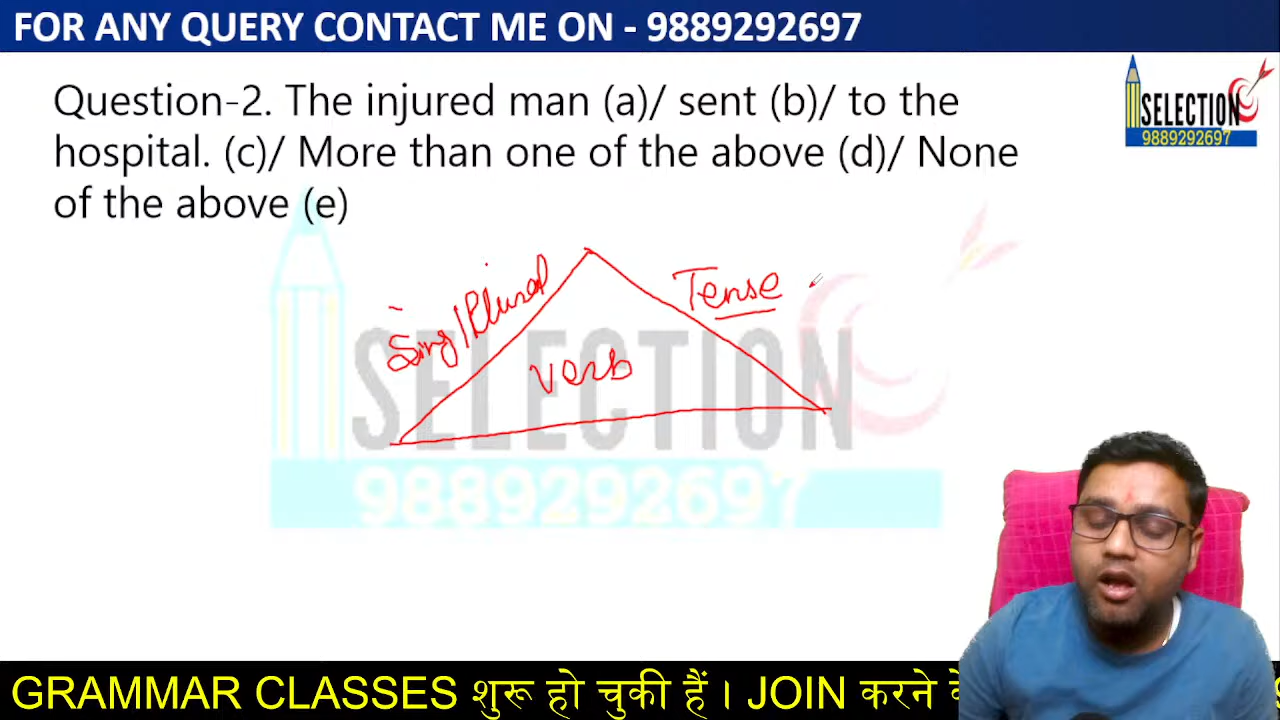 FOR ANY QUERY CONTACT ME ON - 9889292697
SELECTION
9889292697
Question-2. The injured man (a)/ sent (b)/ to the
hospital. (c)/ More than one of the above (d)/ None
of the above (e)
Sing/Plural
Tense
Verb
SELECTION
9889292697
GRAMMAR CLASSES शुरू हो चुकी हैं । JOIN करने के